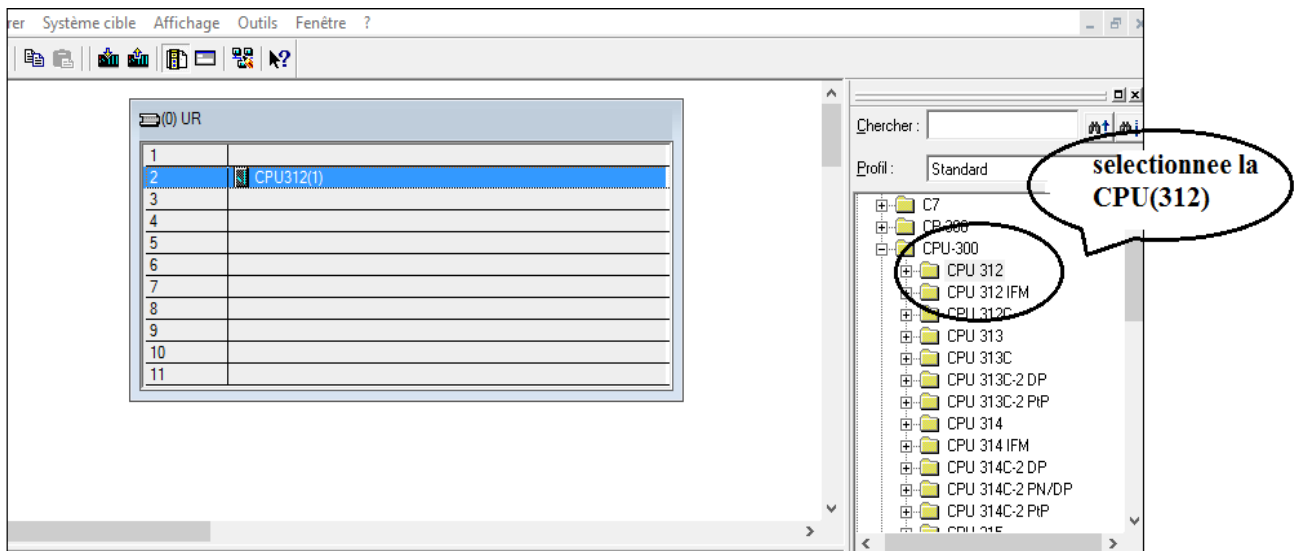 rer Système cible Affichage Outils Fenêtre ?
(0) UR
1
2 CPU312(1)
3
4
5
6
7
8
9
10
11
Chercher :
Profil : Standard
selectionnee la
CPU(312)
C7
CP-300
CPU-300
CPU 312
CPU 312 IFM
CPU 312C
CPU 313
CPU 313C
CPU 313C-2 DP
CPU 313C-2 PtP
CPU 314
CPU 314 IFM
CPU 314C-2 DP
CPU 314C-2 PN/DP
CPU 314C-2 PtP
CPU 315